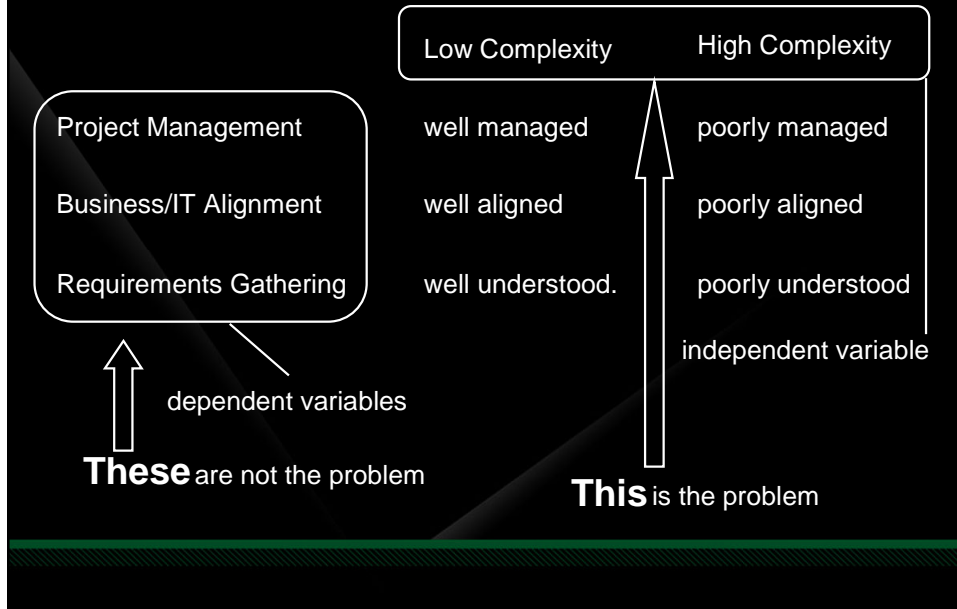 Low Complexity High Complexity
Project Management well managed poorly managed
Business/IT Alignment well aligned poorly aligned
Requirements Gathering well understood. poorly understood
independent variable
dependent variables
These are not the problem
This is the problem